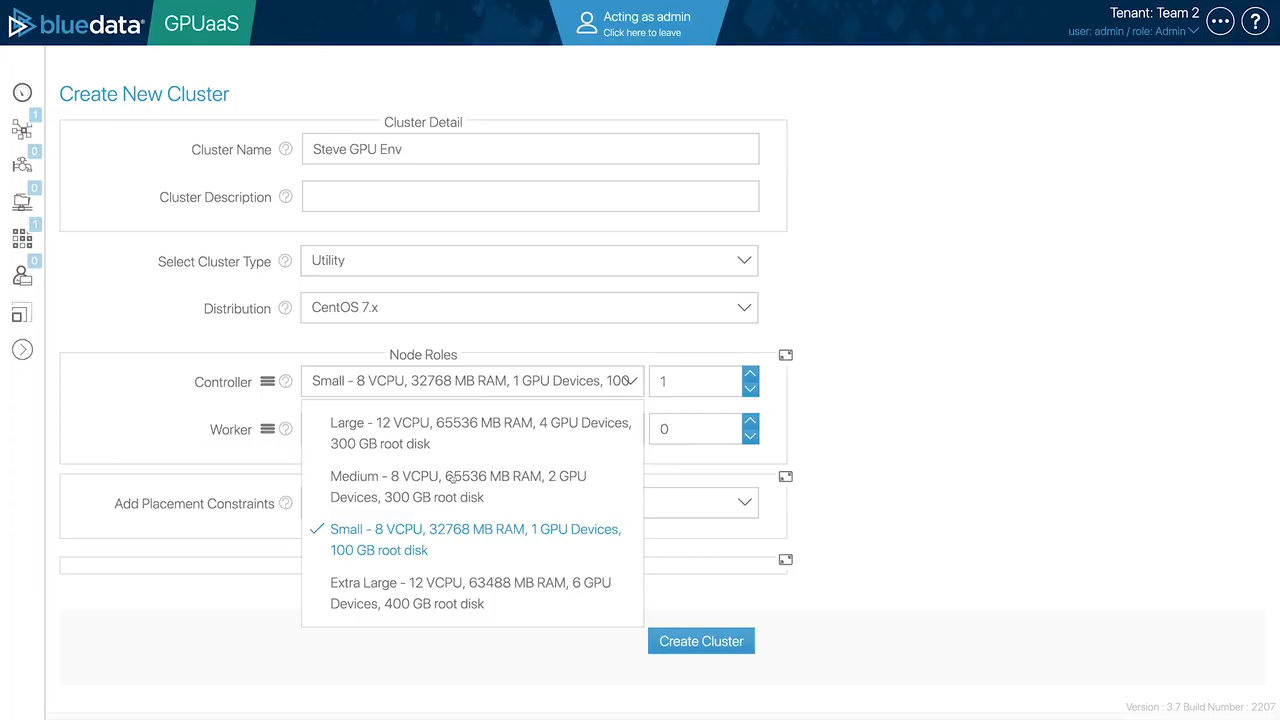 bluedata GPUaaS
Acting as admin
Click here to leave
Tenant: Team 2
user: admin / role: Admin
1
0
0
1
0
Create New Cluster
Cluster Detail
Cluster Name
Steve GPU Env
Cluster Description
Select Cluster Type
Utility
Distribution
CentOS 7.x
Node Roles
Controller
Small - 8 VCPU, 32768 MB RAM, 1 GPU Devices, 100
1
Worker
0
Large - 12 VCPU, 65536 MB RAM, 4 GPU Devices,
300 GB root disk
Medium - 8 VCPU, 65536 MB RAM, 2 GPU
Devices, 300 GB root disk
Small - 8 VCPU, 32768 MB RAM, 1 GPU Devices,
100 GB root disk
Extra Large - 12 VCPU, 63488 MB RAM, 6 GPU
Devices, 400 GB root disk
Add Placement Constraints
Create Cluster
Version : 3.7 Build Number : 2207